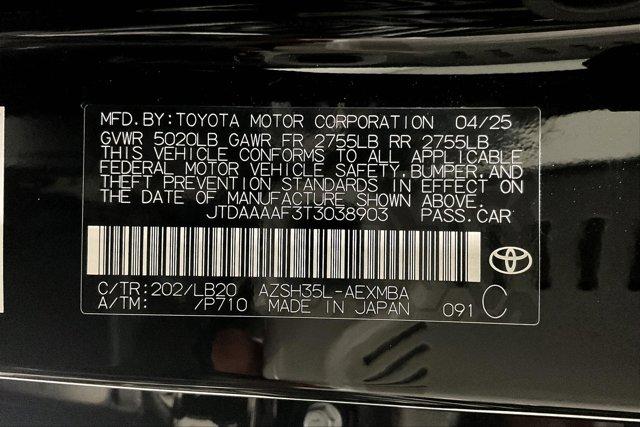 MFD.BY:TOYOTA MOTOR CORPORATION 04/25
GVWR 5020LB GAWR FR 2755LB RR 2755LB
THIS VEHICLE CONFORMS TO ALL APPLICABLE
FEDERAL MOTOR VEHICLE SAFETY,BUMPER,AND
THEFT PREVENTION STANDARDS IN EFFECT ON
THE DATE OF MANUFACTURE SHOWN ABOVE.
JTDAAAAF3T3038903 PASS.CAR
C/TR:202/LB20 AZSH35L-AEXMBA
A/TM: /P710 MADE IN JAPAN 091 C